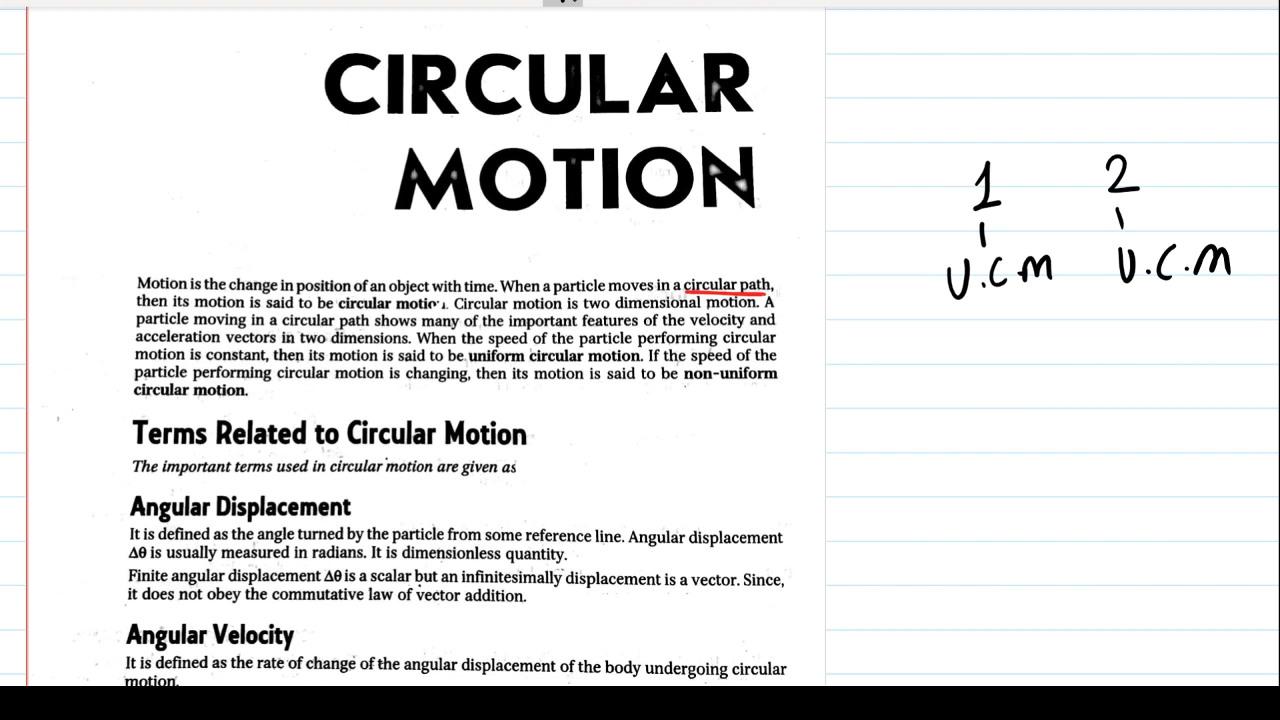 CIRCULAR
MOTION
Motion is the change in position of an object with time. When a particle moves in a circular path,
then its motion is said to be circular motion. Circular motion is two dimensional motion. A
particle moving in a circular path shows many of the important features of the velocity and
acceleration vectors in two dimensions. When the speed of the particle performing circular
motion is constant, then its motion is said to be uniform circular motion. If the speed of the
particle performing circular motion is changing, then its motion is said to be non-uniform
circular motion.
Terms Related to Circular Motion
The important terms used in circular motion are given as
Angular Displacement
It is defined as the angle turned by the particle from some reference line. Angular displacement
Δθ is usually measured in radians. It is dimensionless quantity.
Finite angular displacement Δθ is a scalar but an infinitesimally displacement is a vector. Since,
it does not obey the commutative law of vector addition.
Angular Velocity
It is defined as the rate of change of the angular displacement of the body undergoing circular
motion.
1 2
U.C.M U.C.M